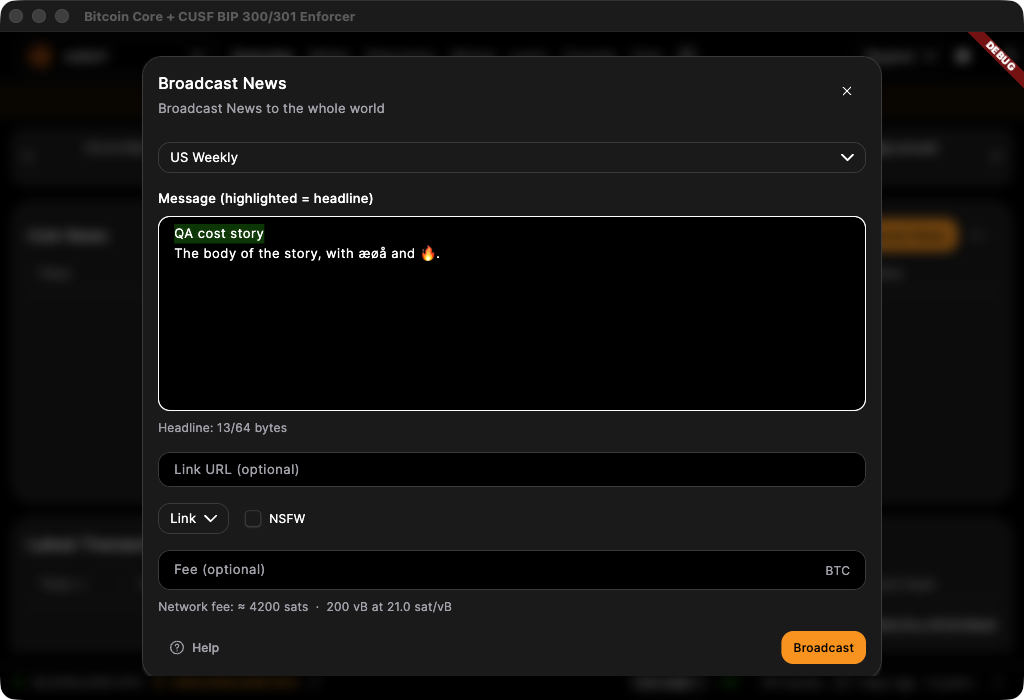 Bitcoin Core + CUSF BIP 300/301 Enforcer
DEBUG
Broadcast News
Broadcast News to the whole world
US Weekly
Message (highlighted = headline)
QA cost story
The body of the story, with æøå and 🔥.
Headline: 13/64 bytes
Link URL (optional)
Link
NSFW
Fee (optional)
BTC
Network fee: ≈ 4200 sats · 200 vB at 21.0 sat/vB
Help
Broadcast